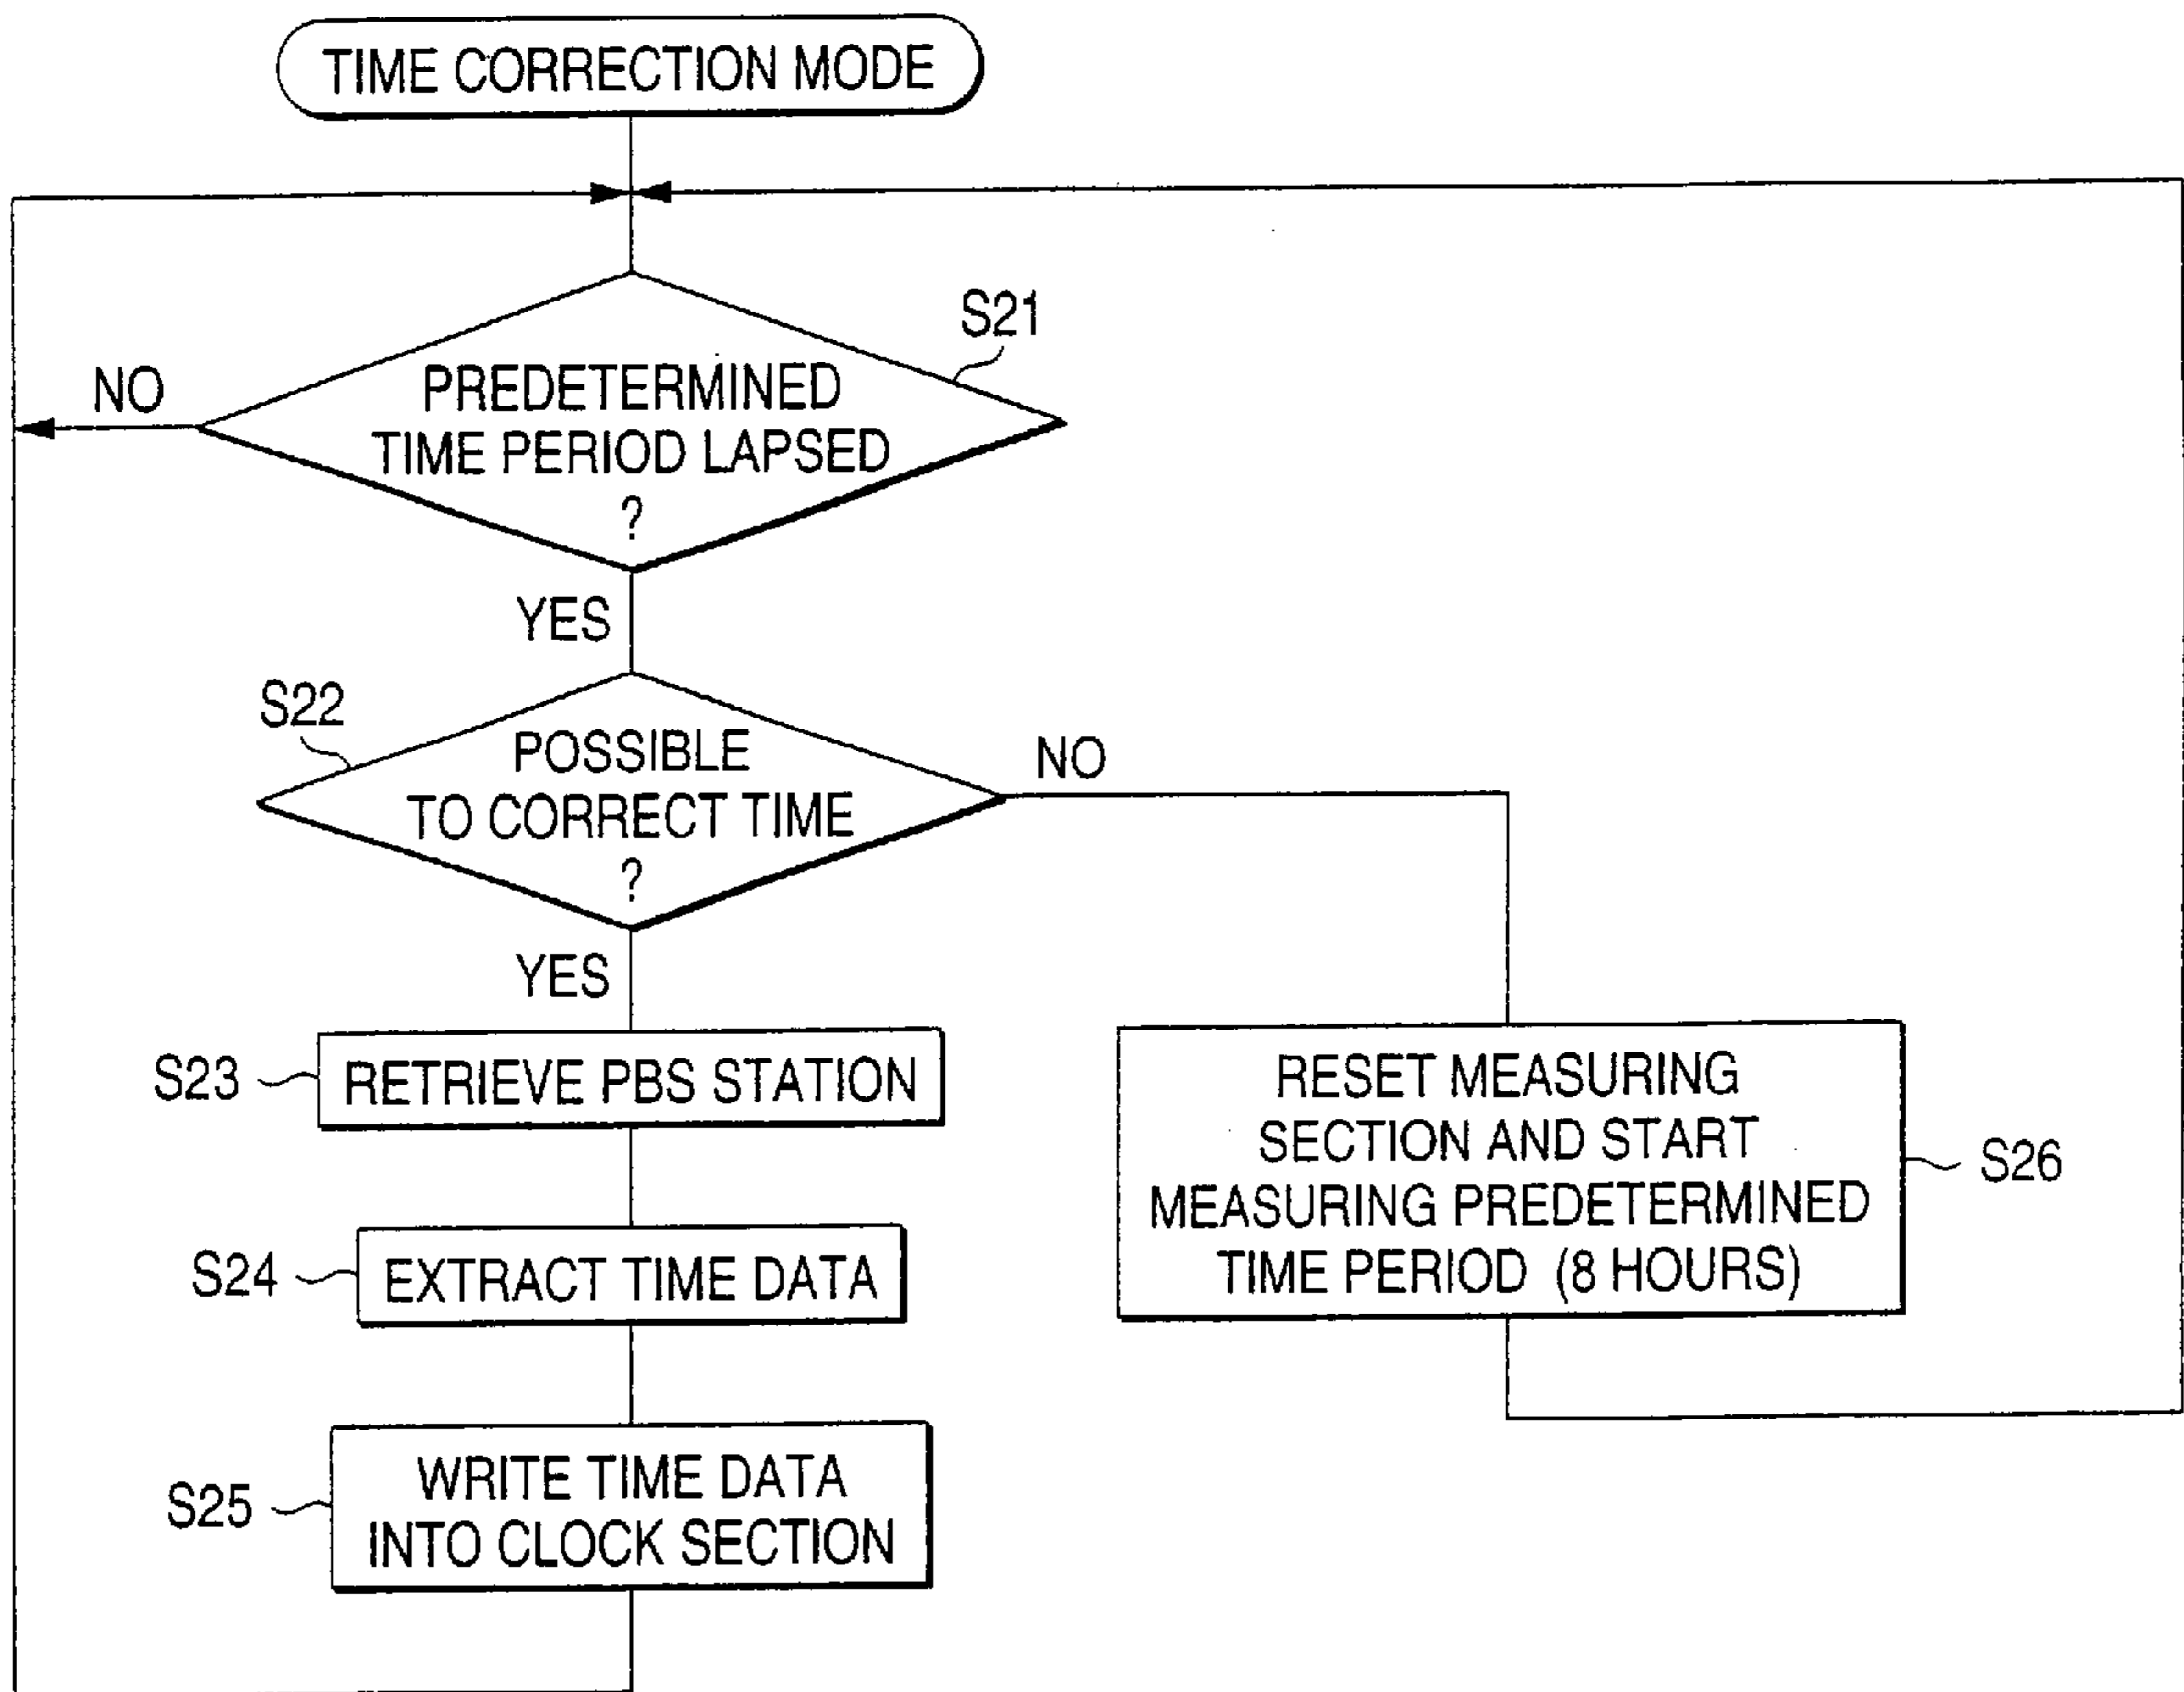 TIME CORRECTION MODE
S21
NO
PREDETERMINED
TIME PERIOD LAPSED
?
YES
S22
POSSIBLE
TO CORRECT TIME
?
NO
YES
S23
RETRIEVE PBS STATION
S24
EXTRACT TIME DATA
S25
WRITE TIME DATA
INTO CLOCK SECTION
RESET MEASURING
SECTION AND START
MEASURING PREDETERMINED
TIME PERIOD (8 HOURS)
S26